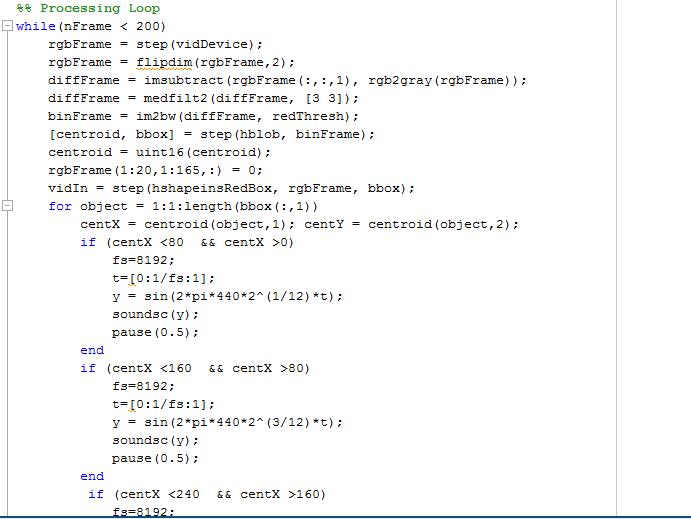 %% Processing Loop
while(nFrame < 200)
rgbFrame = step(vidDevice);
rgbFrame = flipdim(rgbFrame,2);
diffFrame = imsubtract(rgbFrame(:,:,1), rgb2gray(rgbFrame));
diffFrame = medfilt2(diffFrame, [3 3]);
binFrame = im2bw(diffFrame, redThresh);
[centroid, bbox] = step(hblob, binFrame);
centroid = uint16(centroid);
rgbFrame(1:20,1:165,:) = 0;
vidIn = step(hshapeinsRedBox, rgbFrame, bbox);
for object = 1:1:length(bbox(:,1))
centX = centroid(object,1); centY = centroid(object,2);
if (centX <80  && centX >0)
fs=8192;
t=[0:1/fs:1];
y = sin(2*pi*440*2^(1/12)*t);
soundsc(y);
pause(0.5);
end
if (centX <160  && centX >80)
fs=8192;
t=[0:1/fs:1];
y = sin(2*pi*440*2^(3/12)*t);
soundsc(y);
pause(0.5);
end
if (centX <240  && centX >160)
fs=8192;